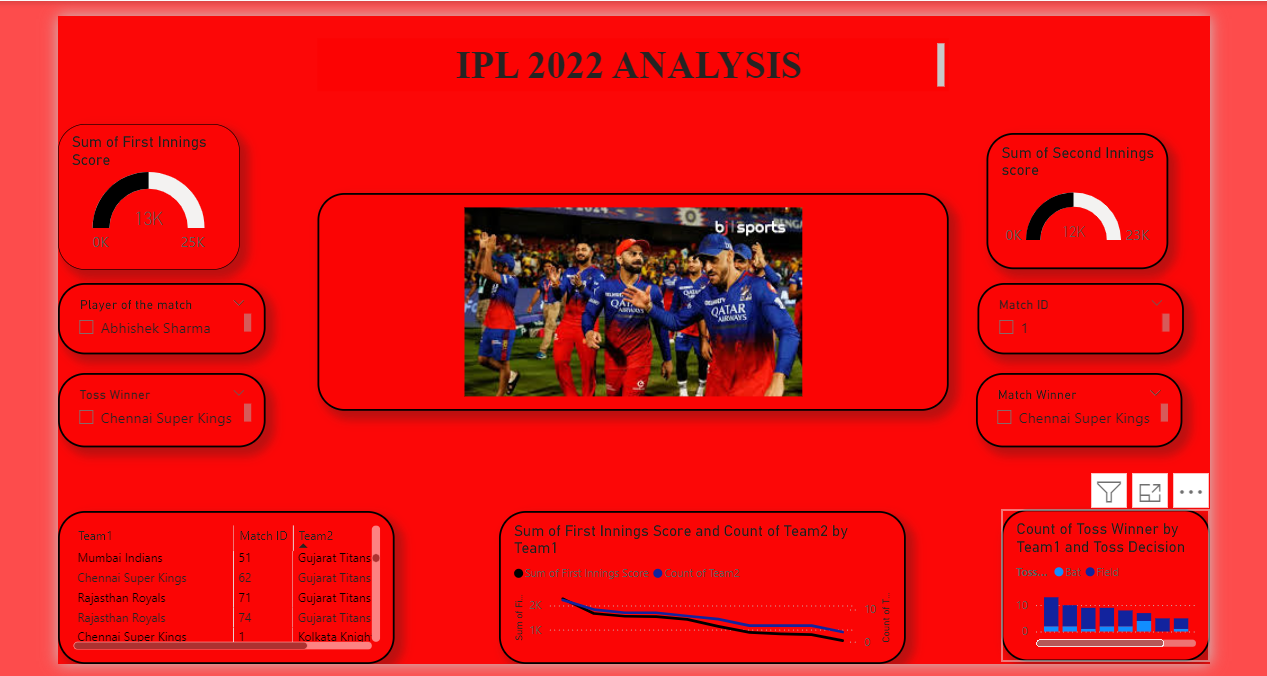 IPL 2022 ANALYSIS
Sum of First Innings
Score
13K
0K
25K
Sum of Second Innings
score
0K
12K
23K
bj sports
QATAR
AIRWAYS
QATAR
AIRWAYS
Player of the match
Abhishek Sharma
Match ID
1
Toss Winner
Chennai Super Kings
Match Winner
Chennai Super Kings
Team1 Match ID Team2
Mumbai Indians 51 Gujarat Titans
Chennai Super Kings 62 Gujarat Titans
Rajasthan Royals 71 Gujarat Titans
Rajasthan Royals 74 Gujarat Titans
Chennai Super Kings 1 Kolkata Knigh
Sum of First Innings Score and Count of Team2 by
Team1
Sum of First Innings Score Count of Team2
Sum of Fi...
2K
1K
10
5
Count of T...
Count of Toss Winner by
Team1 and Toss Decision
Toss... Bat Field
10
0